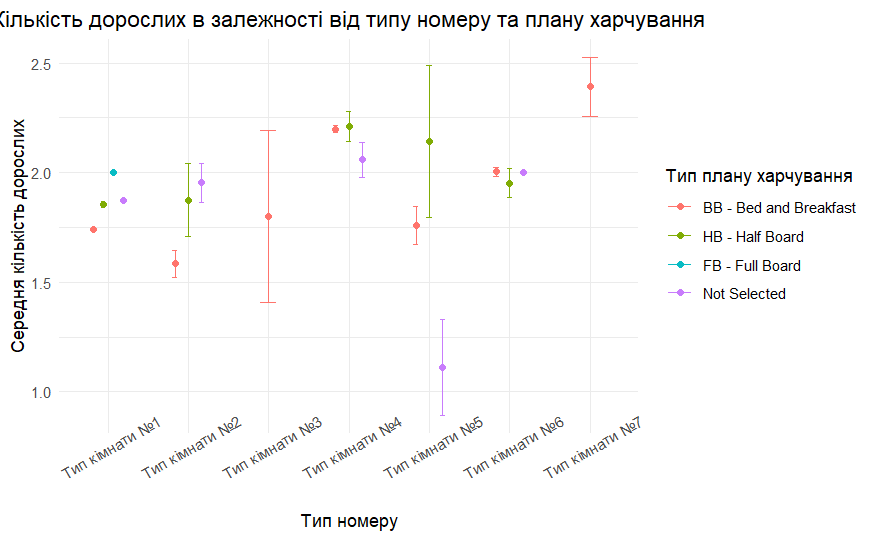 Кількість дорослих в залежності від типу номеру та плану харчування
Середня кількість дорослих
2.5
2.0
1.5
1.0
Тип кімнати №1
Тип кімнати №2
Тип кімнати №3
Тип кімнати №4
Тип кімнати №5
Тип кімнати №6
Тип кімнати №7
Тип номеру
Тип плану харчування
BB - Bed and Breakfast
HB - Half Board
FB - Full Board
Not Selected